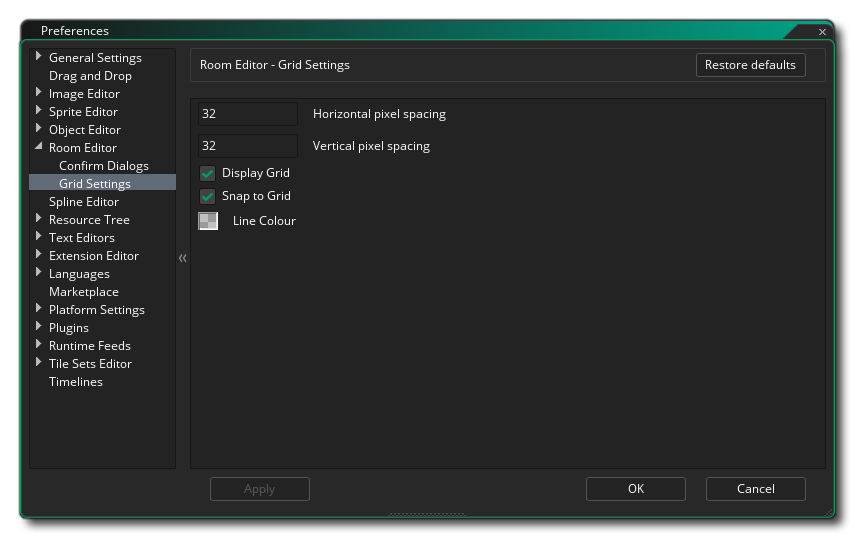 Preferences
General Settings
Drag and Drop
Image Editor
Sprite Editor
Object Editor
Room Editor
Confirm Dialogs
Grid Settings
Spline Editor
Resource Tree
Text Editors
Extension Editor
Languages
Marketplace
Platform Settings
Plugins
Runtime Feeds
Tile Sets Editor
Timelines
Room Editor - Grid Settings
Restore defaults
32 Horizontal pixel spacing
32 Vertical pixel spacing
Display Grid
Snap to Grid
Line Colour
Apply
OK
Cancel